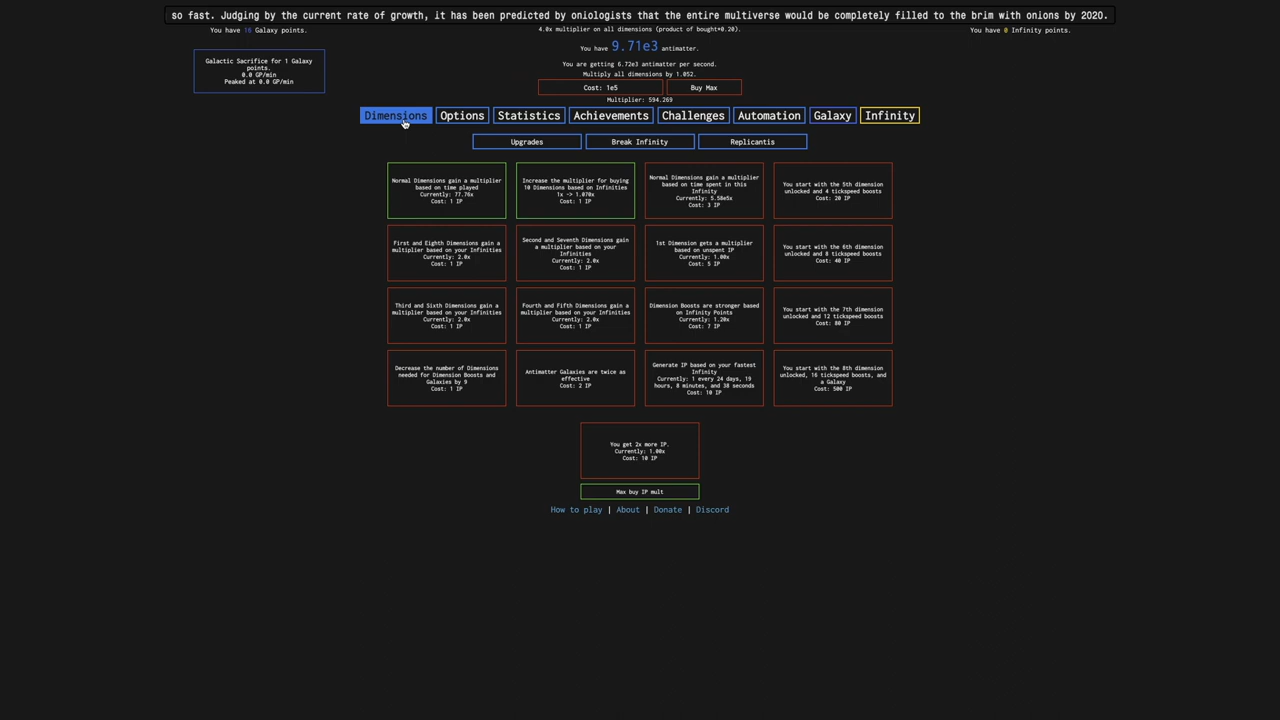 so fast. Judging by the current rate of growth, it has been predicted by oniologists that the entire multiverse would be completely filled to the brim with onions by 2020.
You have 16 Galaxy points.
4.0x multiplier on all dimensions (product of bought*0.20).
You have 0 Infinity points.
You have 9.71e3 antimatter.
Galactic Sacrifice for 1 Galaxy
points.
0.0 GP/min
Peaked at 0.0 GP/min
You are getting 6.72e3 antimatter per second.
Multiply all dimensions by 1.052.
Cost: 1e5
Buy Max
Multiplier: 594.269
Dimensions Options Statistics Achievements Challenges Automation Galaxy Infinity
Upgrades Break Infinity Replicantis
Normal Dimensions gain a multiplier
based on time played
Currently: 77.76x
Cost: 1 IP
Increase the multiplier for buying
10 Dimensions based on Infinities
1x -> 1.070x
Cost: 1 IP
Normal Dimensions gain a multiplier
based on time spent in this
Infinity
Currently: 5.58e5x
Cost: 3 IP
You start with the 5th dimension
unlocked and 4 tickspeed boosts
Cost: 20 IP
First and Eighth Dimensions gain a
multiplier based on your Infinities
Currently: 2.0x
Cost: 1 IP
Second and Seventh Dimensions gain
a multiplier based on your
Infinities
Currently: 2.0x
Cost: 1 IP
1st Dimension gets a multiplier
based on unspent IP
Currently: 1.00x
Cost: 5 IP
You start with the 6th dimension
unlocked and 8 tickspeed boosts
Cost: 40 IP
Third and Sixth Dimensions gain a
multiplier based on your Infinities
Currently: 2.0x
Cost: 1 IP
Fourth and Fifth Dimensions gain a
multiplier based on your Infinities
Currently: 2.0x
Cost: 1 IP
Dimension Boosts are stronger based
on Infinity Points
Currently: 1.20x
Cost: 7 IP
You start with the 7th dimension
unlocked and 12 tickspeed boosts
Cost: 80 IP
Decrease the number of Dimensions
needed for Dimension Boosts and
Galaxies by 9
Cost: 1 IP
Antimatter Galaxies are twice as
effective
Cost: 2 IP
Generate IP based on your fastest
Infinity
Currently: 1 every 24 days, 19
hours, 8 minutes, and 38 seconds
Cost: 10 IP
You start with the 8th dimension
unlocked, 16 tickspeed boosts, and
a Galaxy
Cost: 500 IP
You get 2x more IP.
Currently: 1.00x
Cost: 10 IP
Max buy IP mult
How to play | About | Donate | Discord